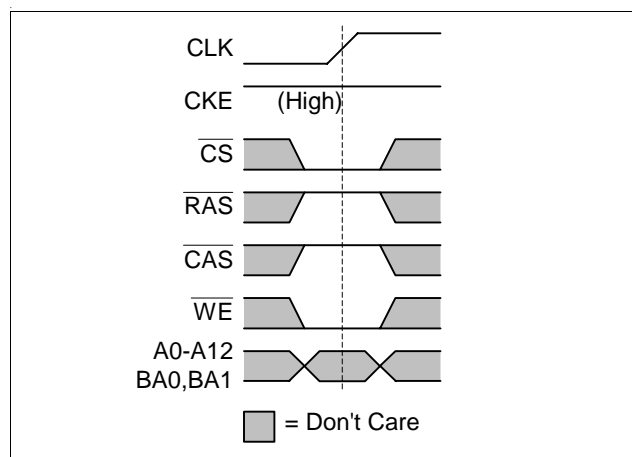 CLK
CKE (High)
CS
RAS
CAS
WE
A0-A12
BA0,BA1
= Don't Care